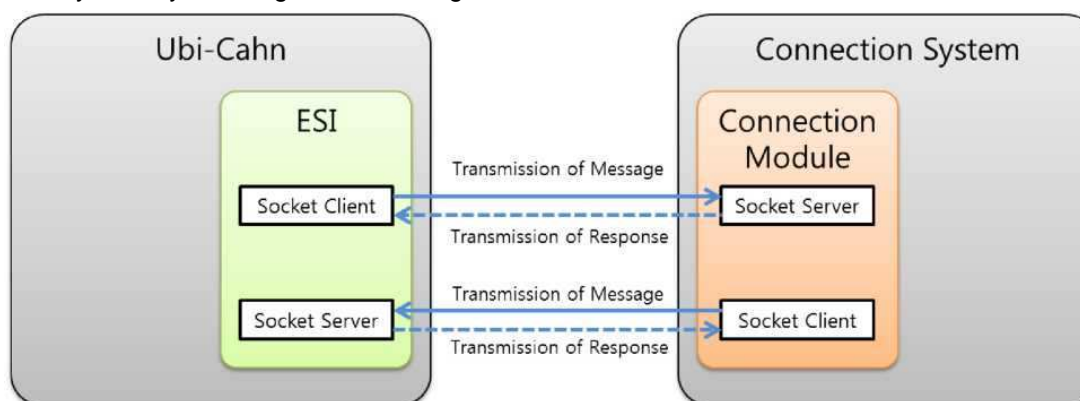 Ubi-Cahn
Connection System
ESI
Connection
Module
Transmission of Message
Socket Client
Socket Server
Transmission of Response
Transmission of Message
Socket Server
Socket Client
Transmission of Response